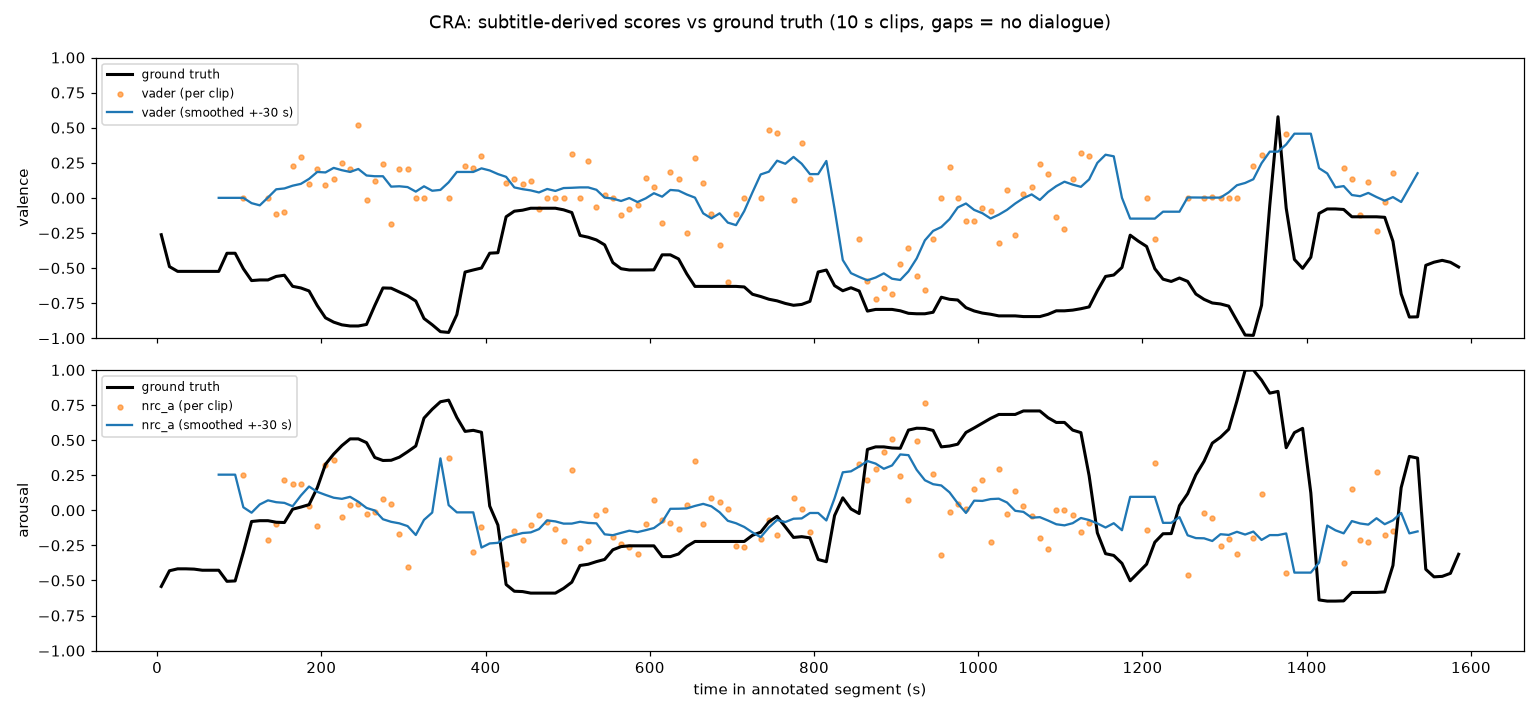 CRA: subtitle-derived scores vs ground truth (10 s clips, gaps = no dialogue)
1.00
0.75
0.50
0.25
0.00
−0.25
−0.50
−0.75
−1.00
valence
ground truth
vader (per clip)
vader (smoothed +-30 s)
1.00
0.75
0.50
0.25
0.00
−0.25
−0.50
−0.75
−1.00
arousal
ground truth
nrc_a (per clip)
nrc_a (smoothed +-30 s)
0 200 400 600 800 1000 1200 1400 1600
time in annotated segment (s)